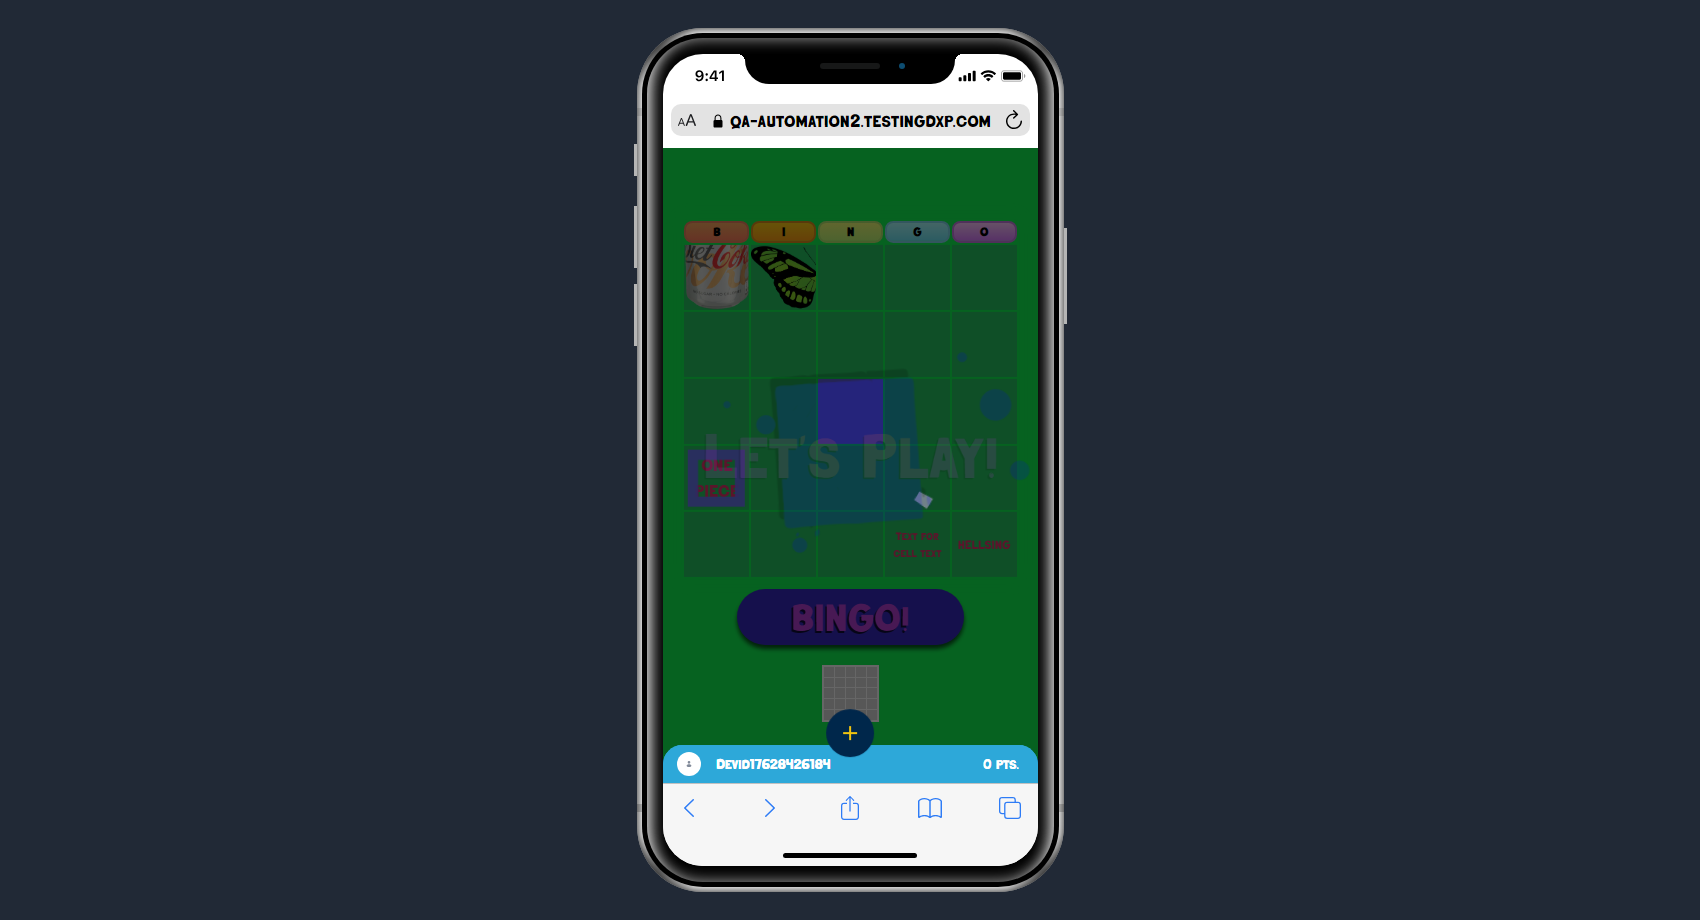 9:41
AA QA-AUTOMATION2.TESTINGDXP.COM
B I N G O
Diet Coke
LET'S PLAY!
ONE
PIECE
TEXT FOR
CELL TEXT
HELLSING
BINGO!
+
DEVID17628426184 0 PTS.